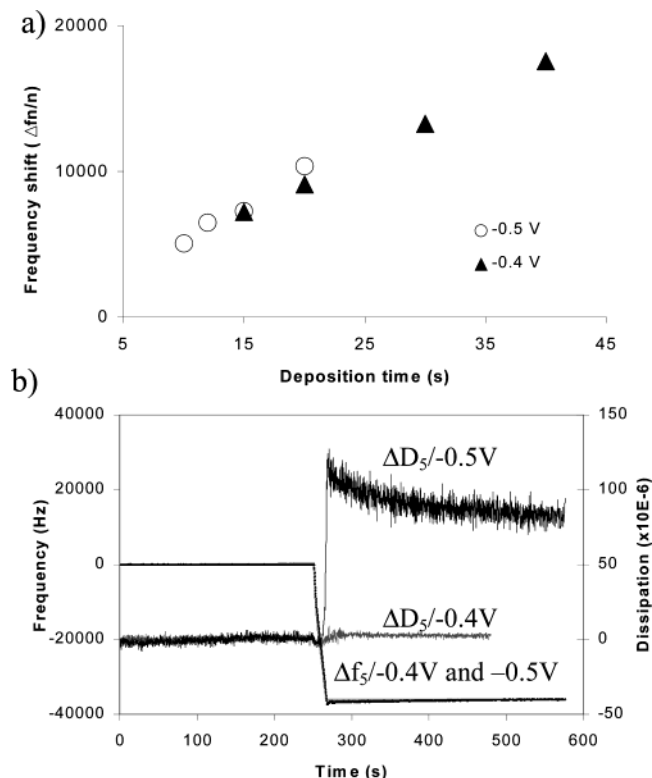 a)
20000
10000
0
Frequency shift ( Δfn/n)
-0.5 V
-0.4 V
5 15 25 35 45
Deposition time (s)
b)
40000
20000
0
-20000
-40000
Frequency (Hz)
150
100
50
0
-50
Dissipation (x10E-6)
ΔD5/-0.5V
ΔD5/-0.4V
Δf5/-0.4V and –0.5V
0 100 200 300 400 500 600
Time (s)